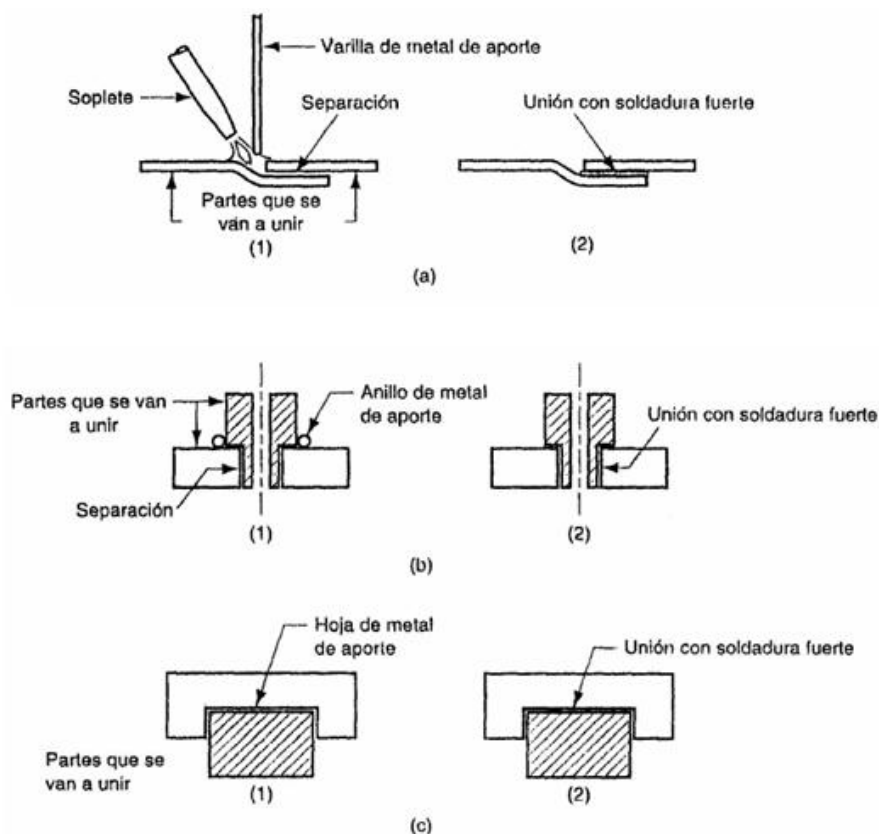 Varilla de metal de aporte
Soplete
Separación
Unión con soldadura fuerte
Partes que se
van a unir
(1)
(2)
(a)
Partes que se van
a unir
Anillo de metal
de aporte
Unión con soldadura fuerte
Separación
(1)
(2)
(b)
Hoja de metal
de aporte
Unión con soldadura fuerte
Partes que se
van a unir
(1)
(2)
(c)